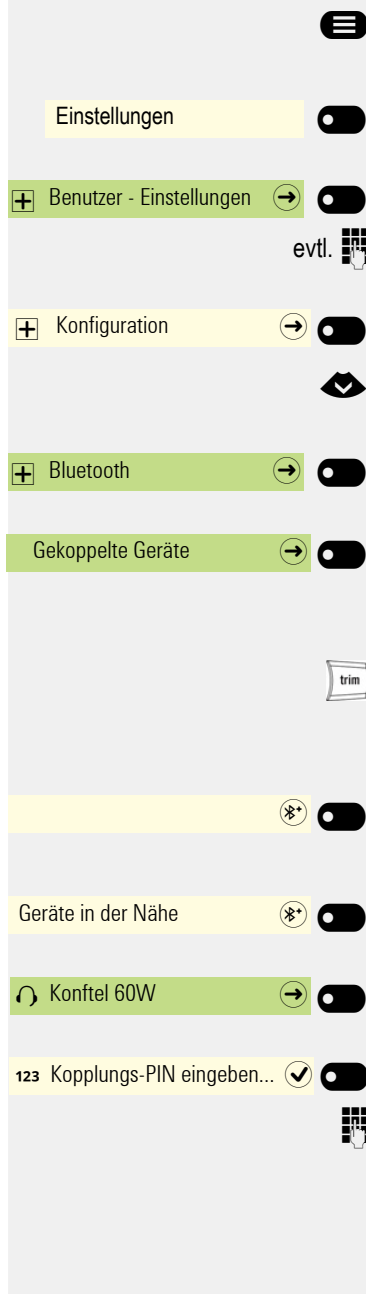 Einstellungen
Benutzer - Einstellungen
evtl.
Konfiguration
Bluetooth
Gekoppelte Geräte
trim
Geräte in der Nähe
Konftel 60W
123 Kopplungs-PIN eingeben...